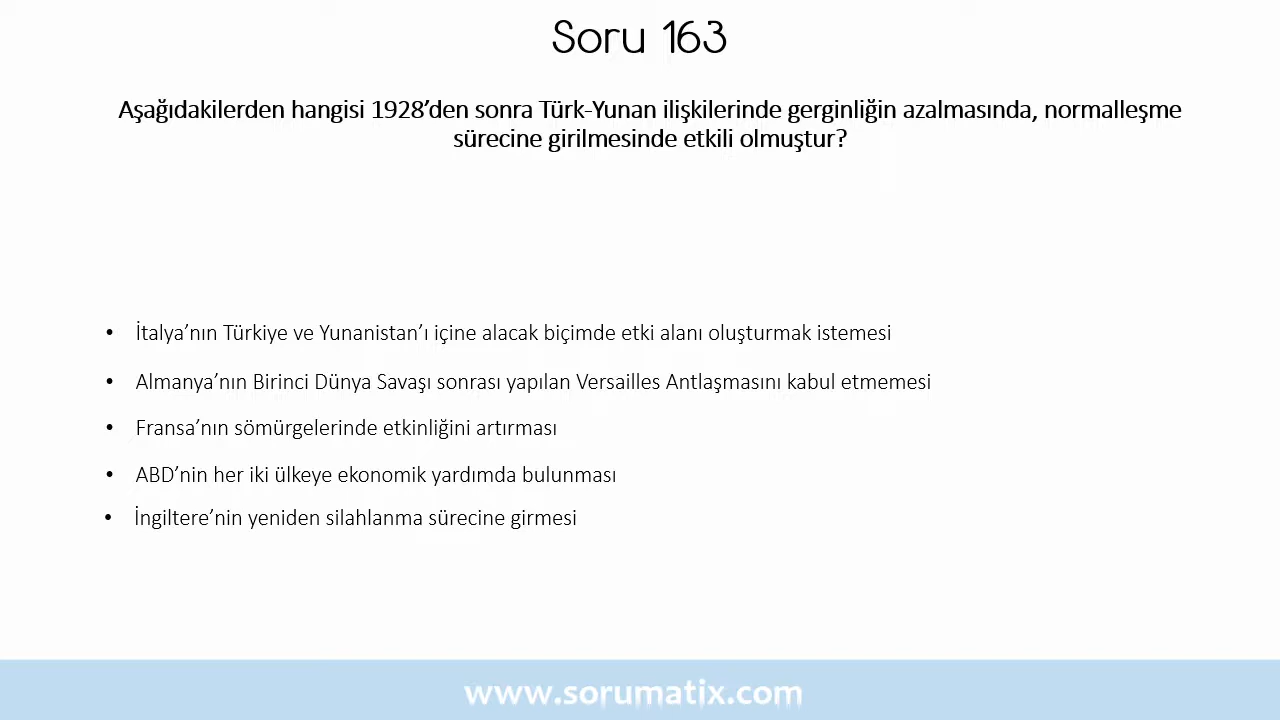 Soru 163
Aşağıdakilerden hangisi 1928’den sonra Türk-Yunan ilişkilerinde gerginliğin azalmasında, normalleşme
sürecine girilmesinde etkili olmuştur?
• İtalya’nın Türkiye ve Yunanistan’ı içine alacak biçimde etki alanı oluşturmak istemesi
• Almanya’nın Birinci Dünya Savaşı sonrası yapılan Versailles Antlaşmasını kabul etmemesi
• Fransa’nın sömürgelerinde etkinliğini artırması
• ABD’nin her iki ülkeye ekonomik yardımda bulunması
• İngiltere’nin yeniden silahlanma sürecine girmesi
www.sorumatix.com